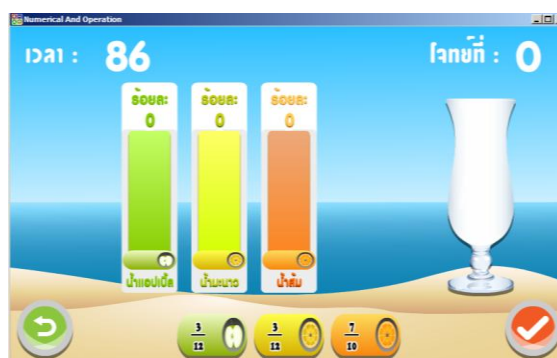 Numerical And Operation
เวลา : 86
โจทย์ที่ : 0
ร้อยละ ร้อยละ ร้อยละ
0 0 0
น้ำแอปเปิ้ล น้ำมะนาว น้ำส้ม
3/12 3/12 7/10